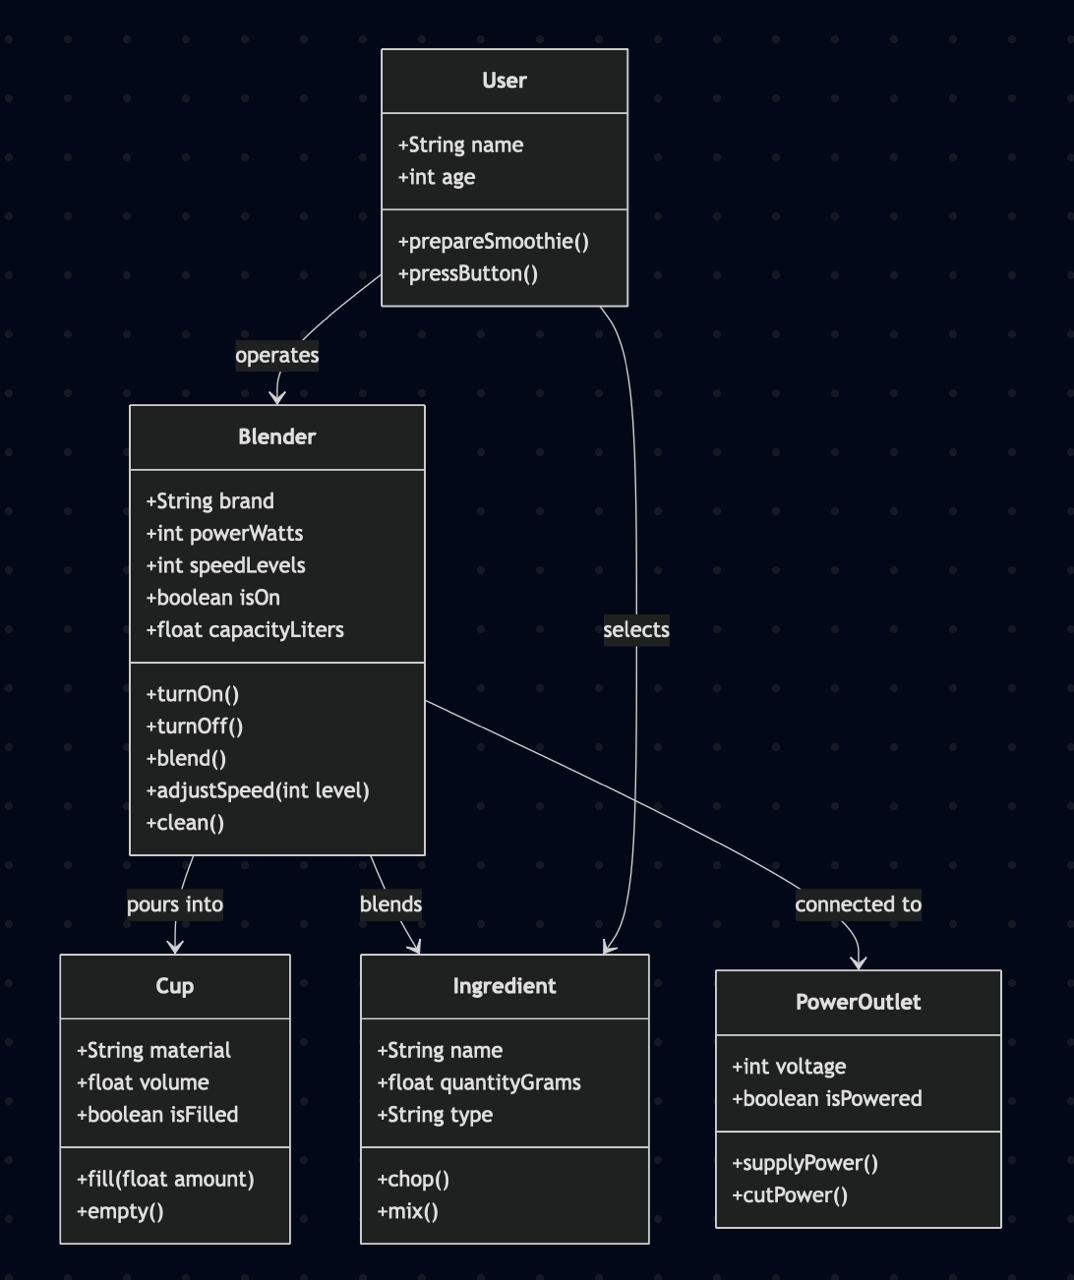 User
+String name
+int age
+prepareSmoothie()
+pressButton()
operates
Blender
+String brand
+int powerWatts
+int speedLevels
+boolean isOn
+float capacityLiters
+turnOn()
+turnOff()
+blend()
+adjustSpeed(int level)
+clean()
selects
pours into
blends
connected to
Cup
+String material
+float volume
+boolean isFilled
+fill(float amount)
+empty()
Ingredient
+String name
+float quantityGrams
+String type
+chop()
+mix()
PowerOutlet
+int voltage
+boolean isPowered
+supplyPower()
+cutPower()